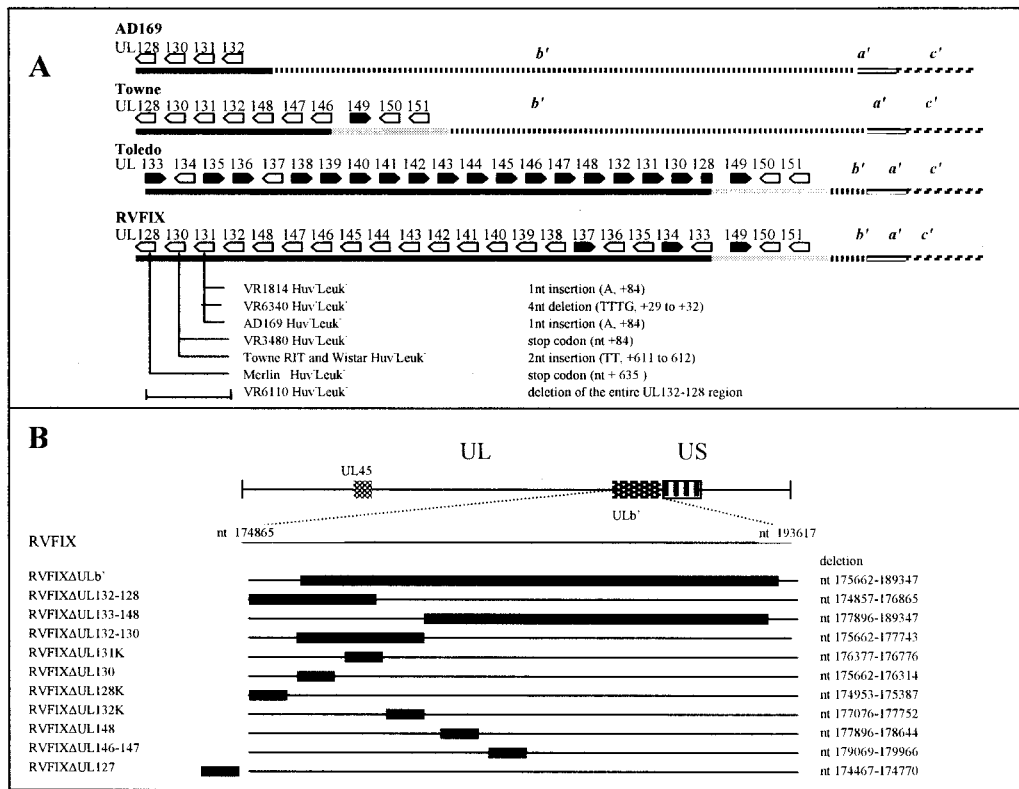 A
AD169
UL128 130 131 132 b' a' c'
Towne
UL128 130 131 132 148 147 146 149 150 151 b' a' c'
Toledo
UL 133 134 135 136 137 138 139 140 141 142 143 144 145 146 147 148 132 131 130 128 149 150 151 b' a' c'
RVFIX
UL128 130 131 132 148 147 146 145 144 143 142 141 140 139 138 137 136 135 134 133 149 150 151 b' a' c'
VR1814 Huv-Leuk- 1nt insertion (A, +84)
VR6340 Huv-Leuk- 4nt deletion (TTTG, +29 to +32)
AD169 Huv-Leuk- 1nt insertion (A, +84)
VR3480 Huv-Leuk- stop codon (nt +84)
Towne RIT and Wistar Huv-Leuk- 2nt insertion (TT, +611 to 612)
Merlin Huv-Leuk- stop codon (nt + 635 )
VR6110 Huv-Leuk- deletion of the entire UL132-128 region
B
UL US
UL45
ULb'
nt 174865 nt 193617
RVFIX
deletion
RVFIXΔULb' nt 175662-189347
RVFIXΔUL132-128 nt 174857-176865
RVFIXΔUL133-148 nt 177896-189347
RVFIXΔUL132-130 nt 175662-177743
RVFIXΔUL131K nt 176377-176776
RVFIXΔUL130 nt 175662-176314
RVFIXΔUL128K nt 174953-175387
RVFIXΔUL132K nt 177076-177752
RVFIXΔUL148 nt 177896-178644
RVFIXΔUL146-147 nt 179069-179966
RVFIXΔUL127 nt 174467-174770